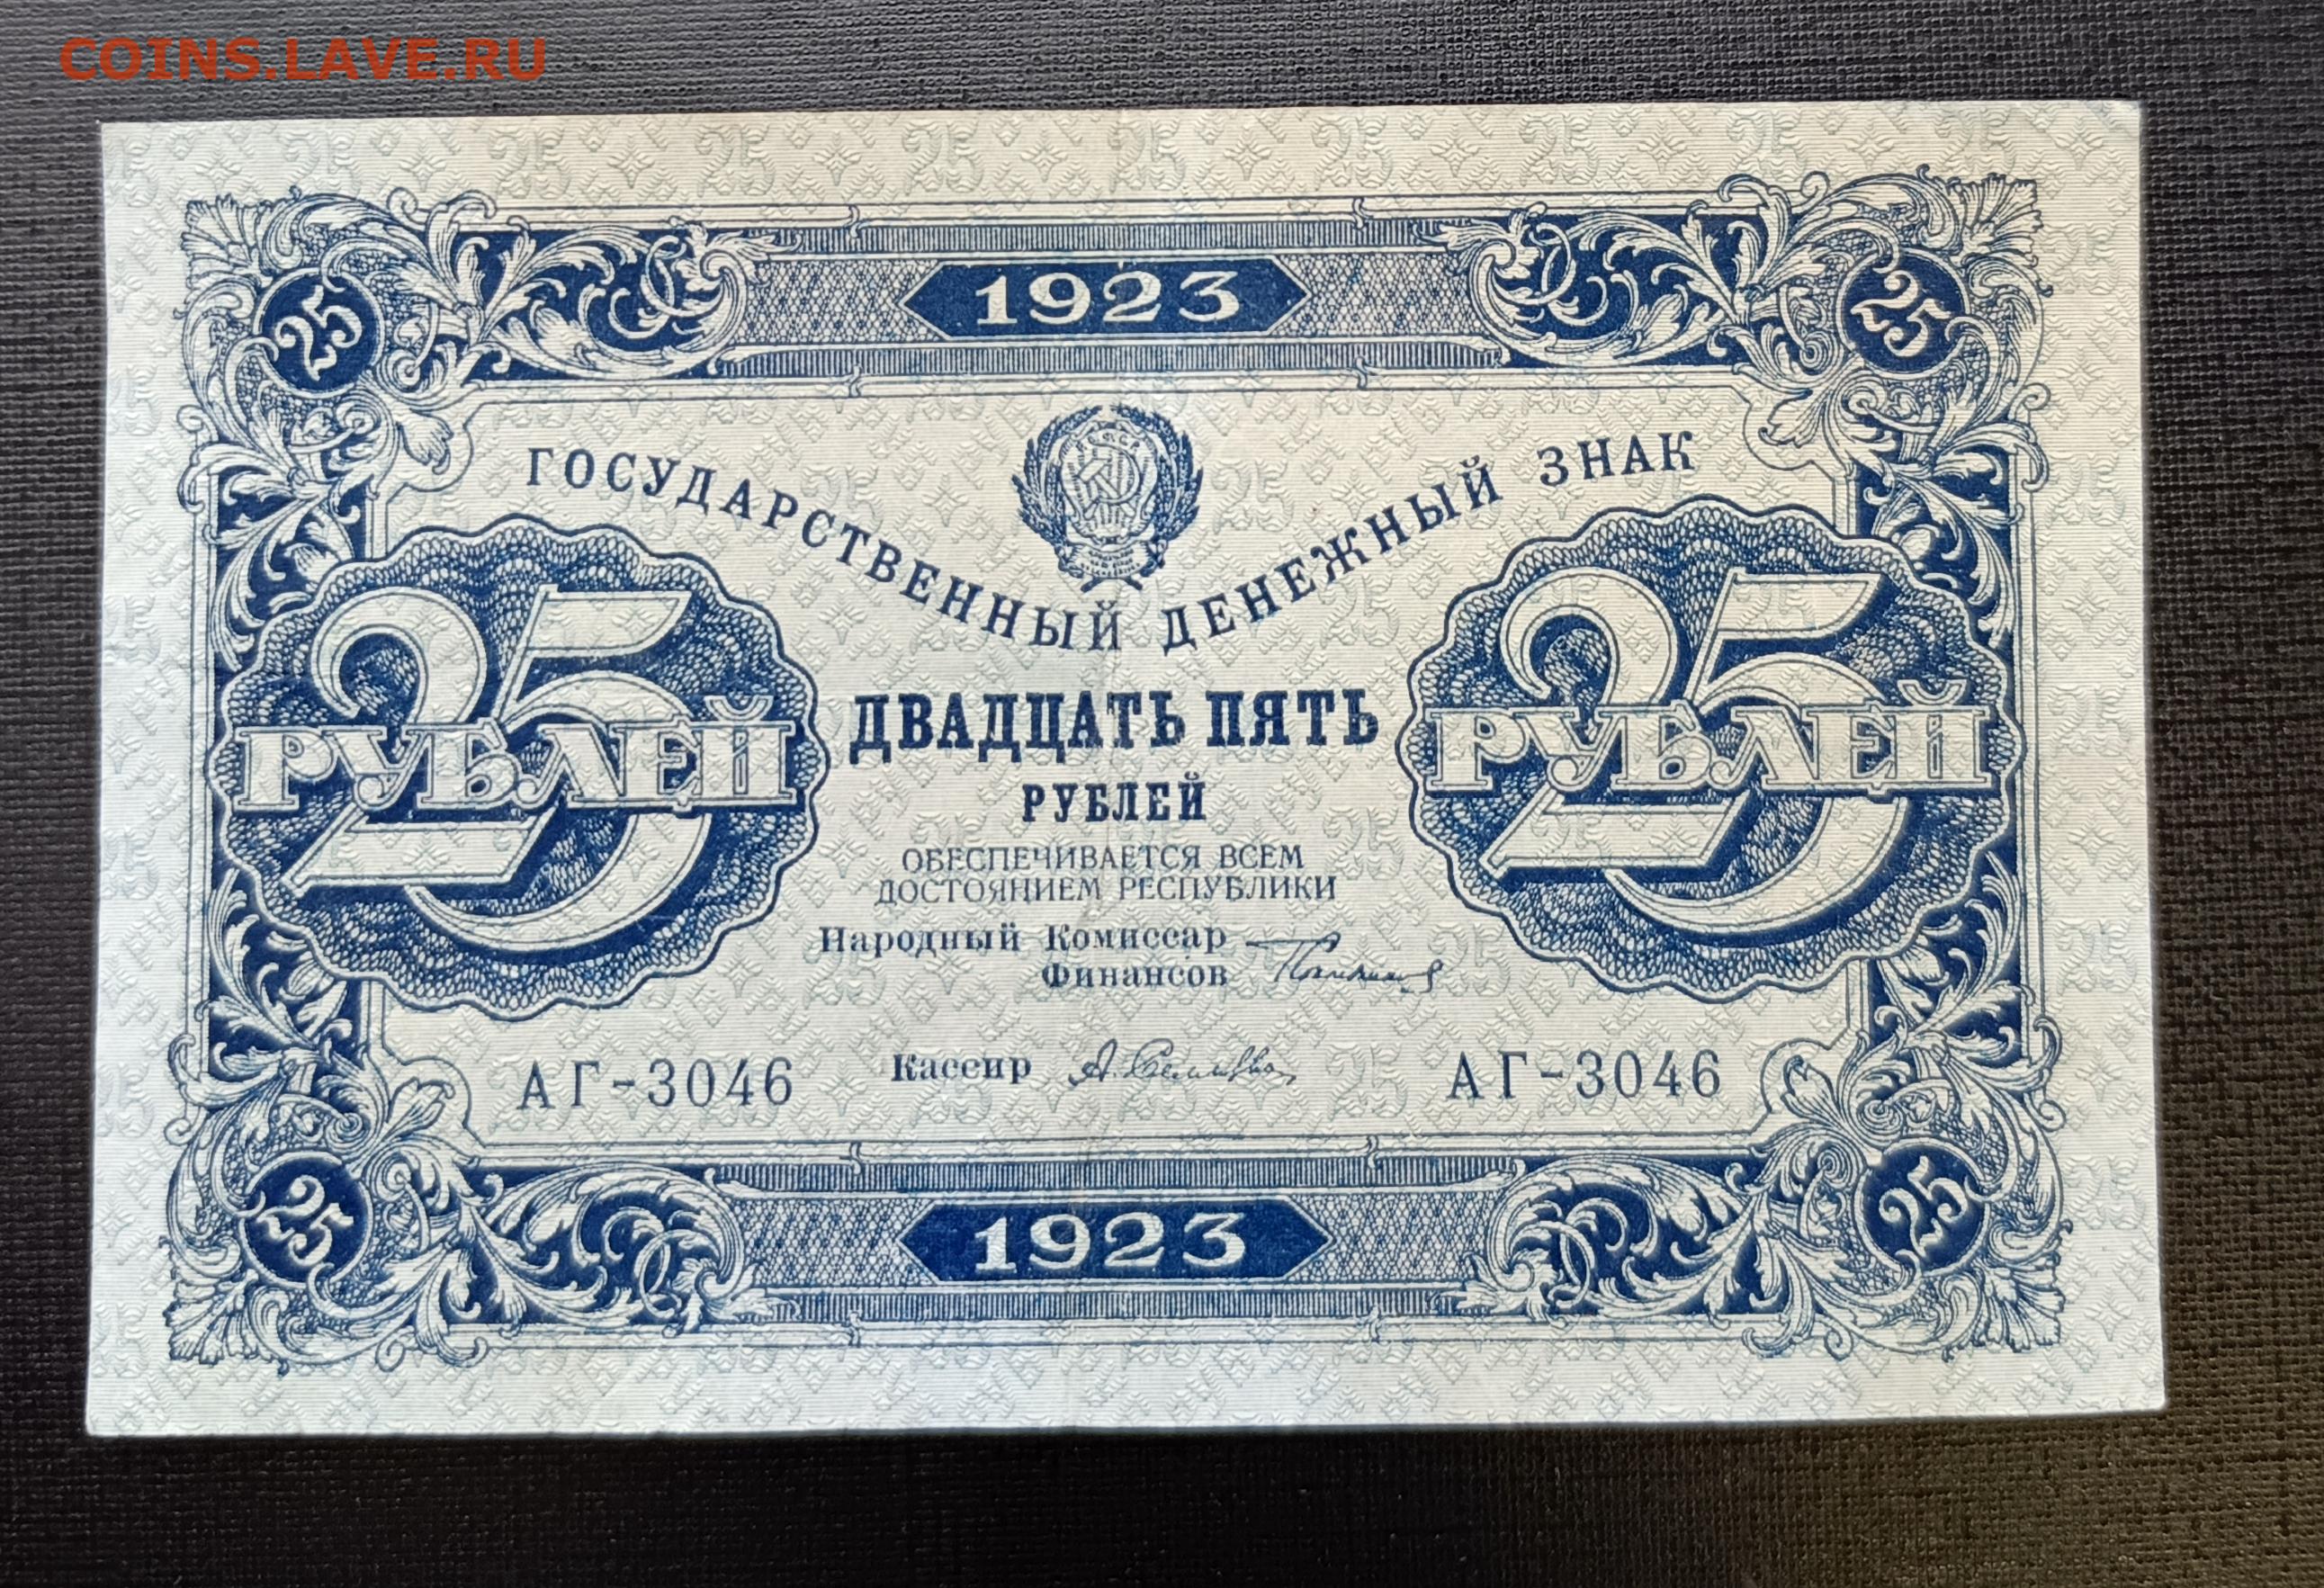 COINS.LAVE.RU
1923
25 25
ГОСУДАРСТВЕННЫЙ ДЕНЕЖНЫЙ ЗНАК
25 РУБЛЕЙ
ДВАДЦАТЬ ПЯТЬ
РУБЛЕЙ
25 РУБЛЕЙ
ОБЕСПЕЧИВАЕТСЯ ВСЕМ
ДОСТОЯНИЕМ РЕСПУБЛИКИ
Народный Комиссар
Финансов
Кассир
АГ-3046 АГ-3046
25 25
1923